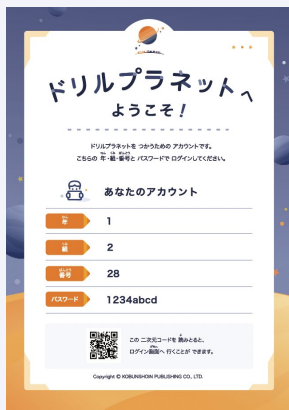 ドリルプラネットへ
ようこそ！
ドリルプラネットを つかうための アカウントです。
こちらの 年・組・番号と パスワードで ログインしてください。
あなたのアカウント
年 1
組 2
番号 28
パスワード 1234abcd
この 二次元コードを 読みとると、
ログイン画面へ 行くことが できます。
Copyright © KOBUNSHOIN PUBLISHING CO., LTD.